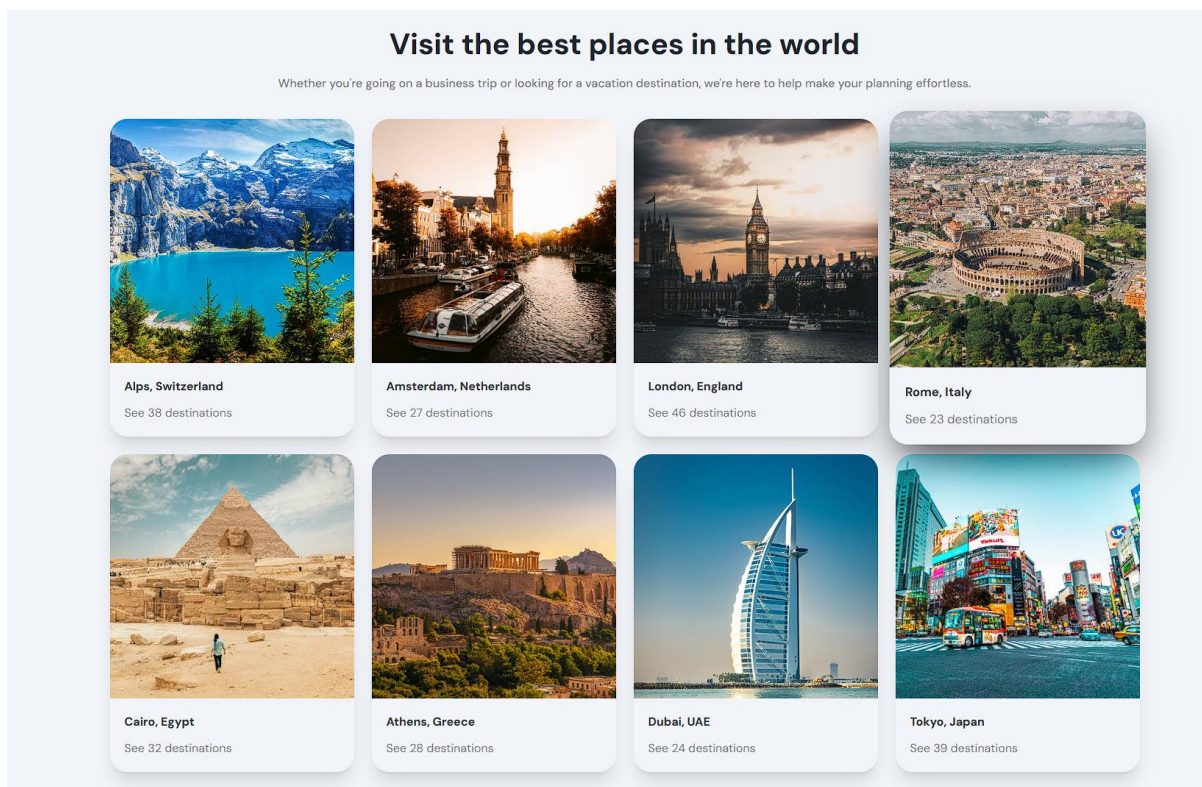 Visit the best places in the world
Whether you're going on a business trip or looking for a vacation destination, we're here to help make your planning effortless.
Alps, Switzerland
See 38 destinations
Amsterdam, Netherlands
See 27 destinations
London, England
See 46 destinations
Rome, Italy
See 23 destinations
Yakult
Cairo, Egypt
See 32 destinations
Athens, Greece
See 28 destinations
Dubai, UAE
See 24 destinations
Tokyo, Japan
See 39 destinations